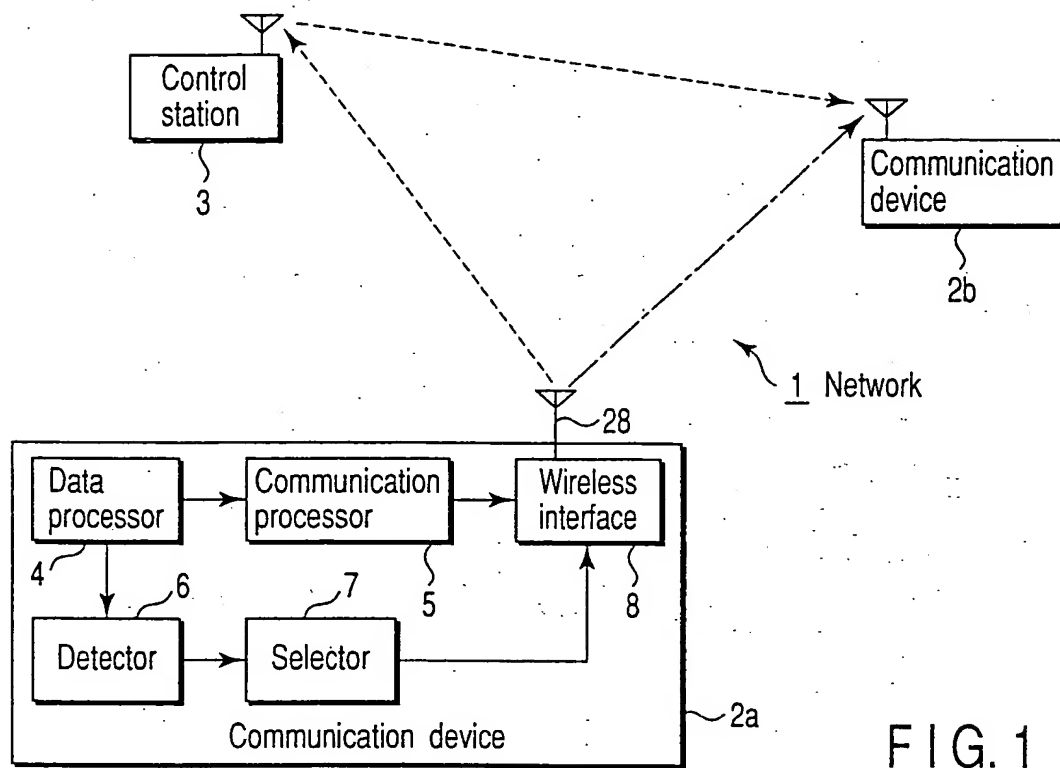 Control
station
3
Communication
device
2b
1 Network
28
Data
processor
4
Communication
processor
5
Wireless
interface
8
6
Detector
7
Selector
Communication device
2a
FIG. 1